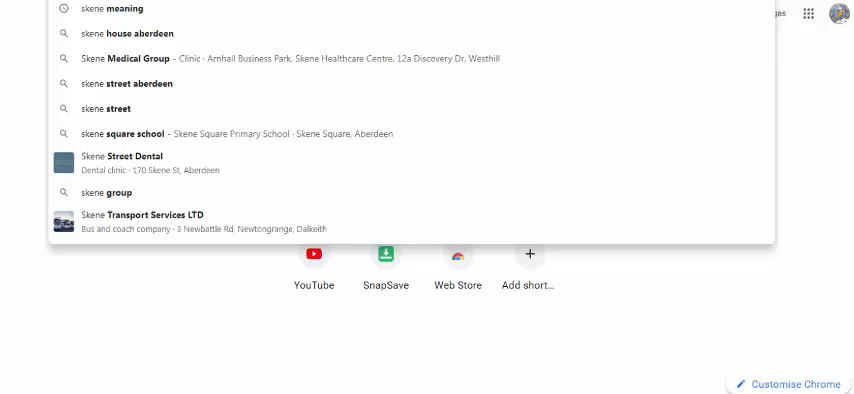 skene meaning
ges
skene house aberdeen
Skene Medical Group - Clinic · Arnhall Business Park, Skene Healthcare Centre, 12a Discovery Dr, Westhill
skene street aberdeen
skene street
skene square school - Skene Square Primary School · Skene Square, Aberdeen
Skene Street Dental
Dental clinic · 170 Skene St, Aberdeen
skene group
Skene Transport Services LTD
Bus and coach company · 3 Newbattle Rd, Newtongrange, Dalkeith
YouTube SnapSave Web Store Add short...
Customise Chrome